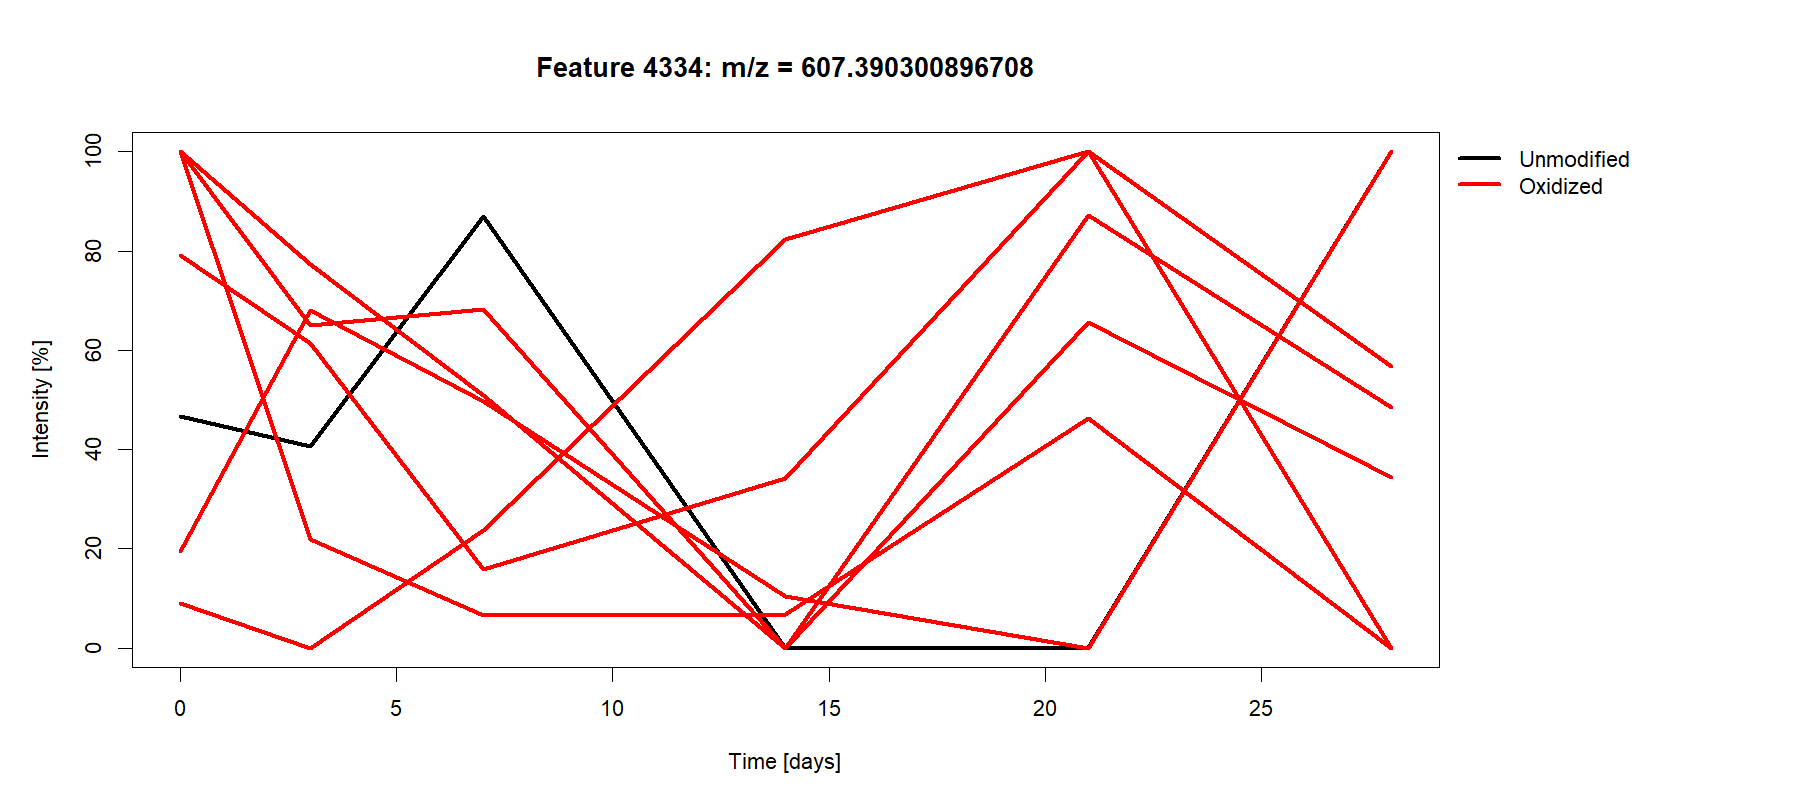 Feature 4334: m/z = 607.390300896708
Unmodified
Oxidized
100
80
60
40
20
0
Intensity [%]
0 5 10 15 20 25
Time [days]